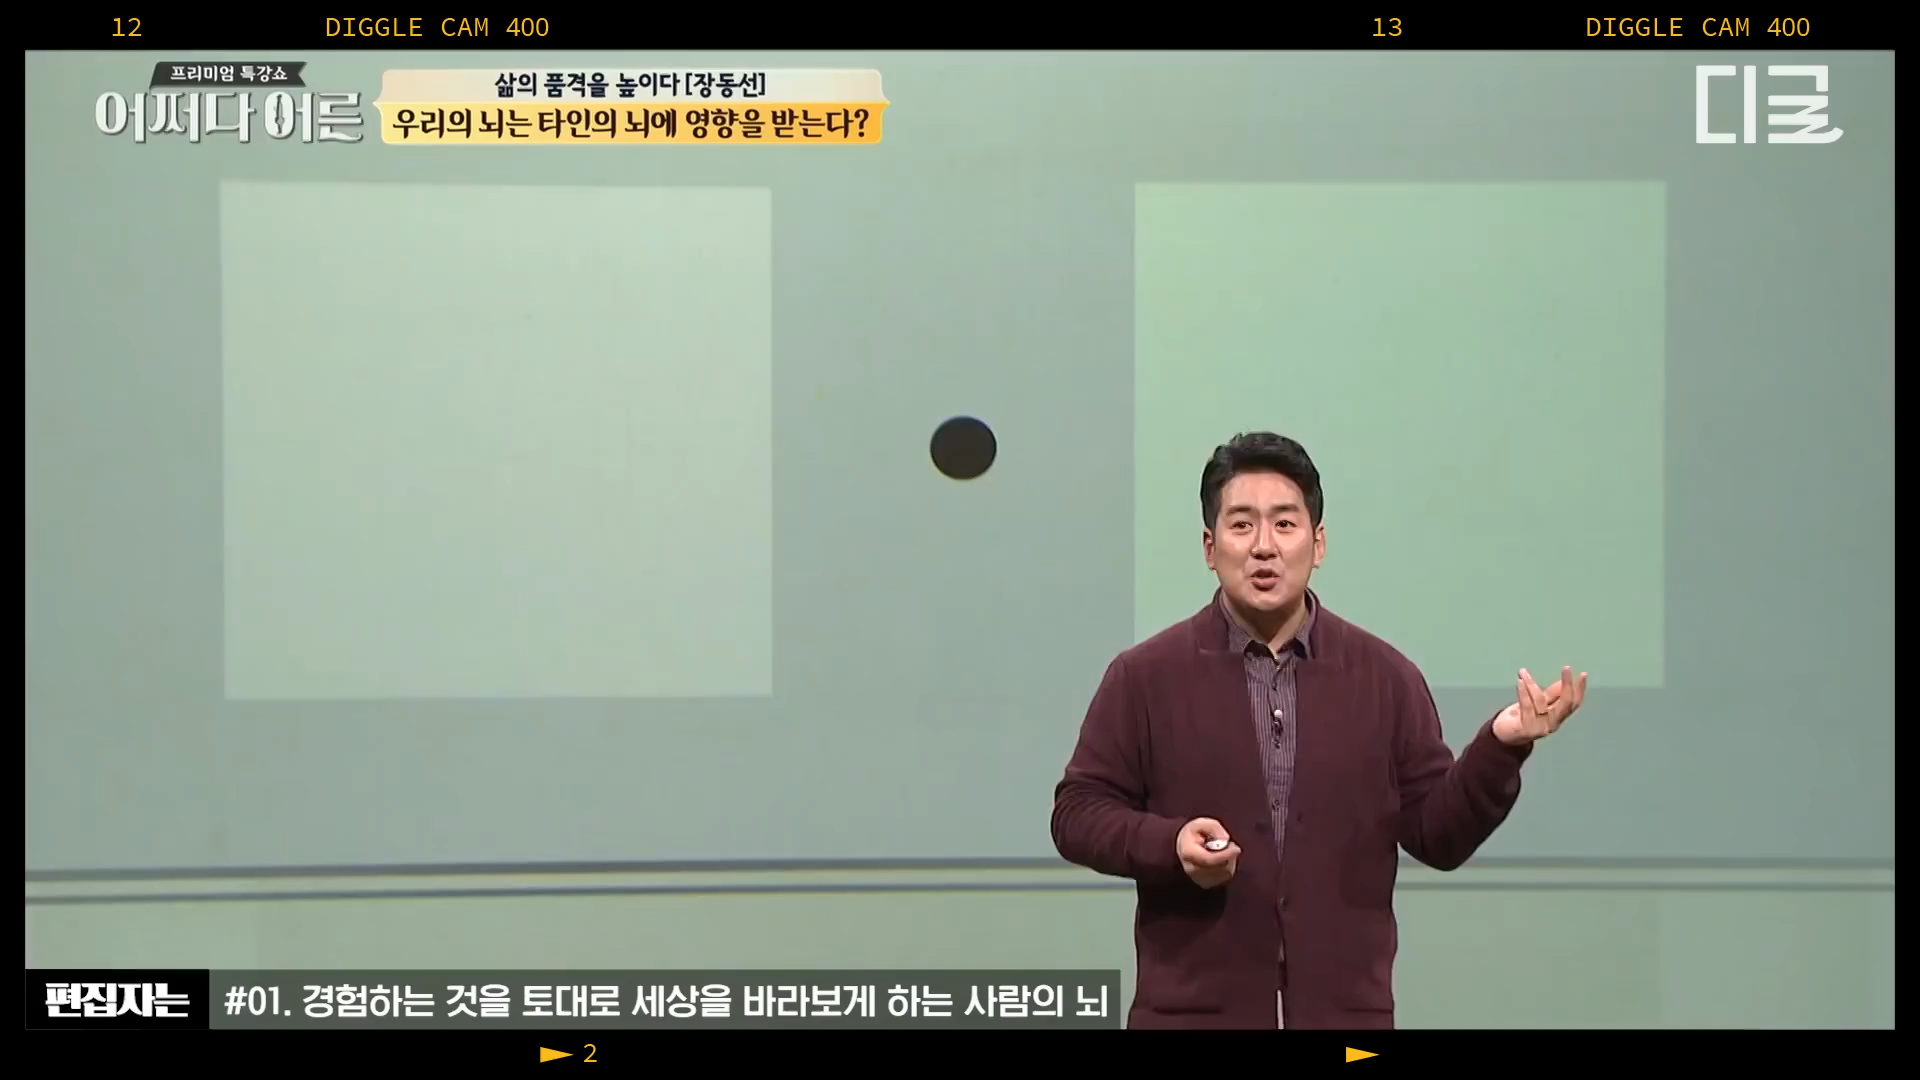 12 DIGGLE CAM 400 13 DIGGLE CAM 400
프리미엄 특강쇼
어쩌다 어른
삶의 품격을 높이다 [장동선]
우리의 뇌는 타인의 뇌에 영향을 받는다?
디글
편집자는 #01. 경험하는 것을 토대로 세상을 바라보게 하는 사람의 뇌
2